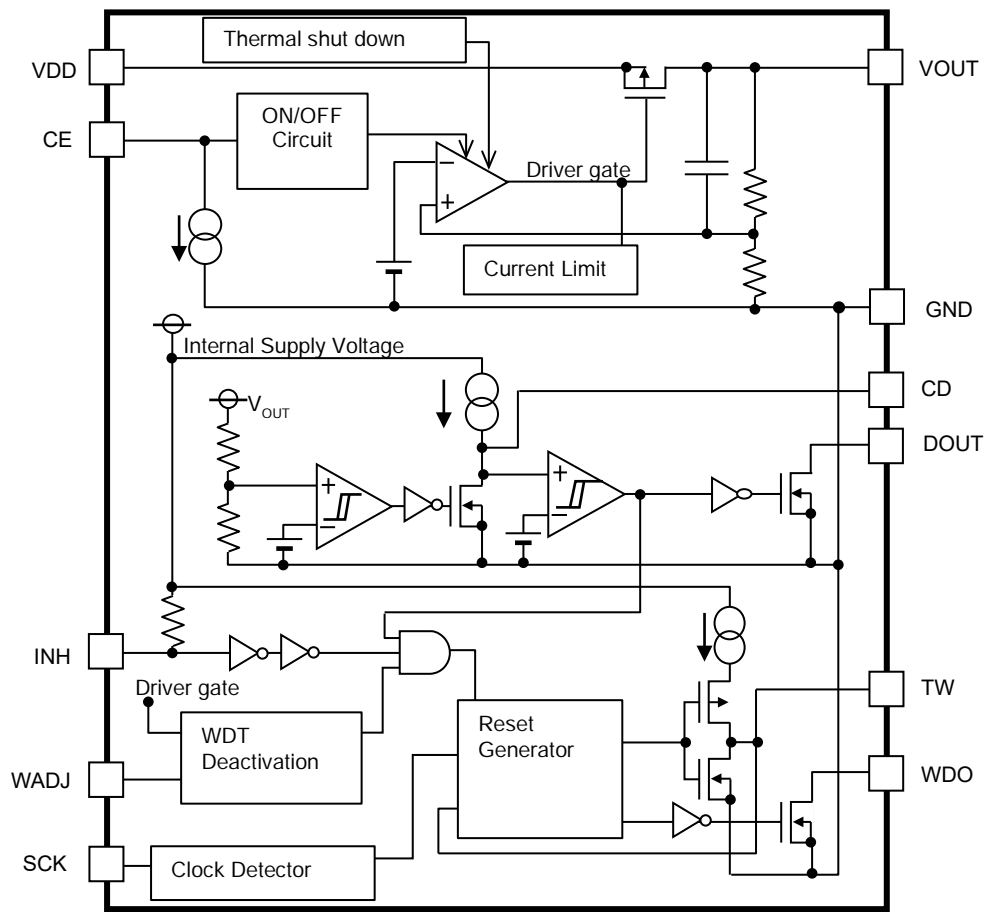 Thermal shut down
VDD
VOUT
CE
ON/OFF
Circuit
−
Driver gate
+
Current Limit
GND
Internal Supply Voltage
CD
VOUT
DOUT
+
+
−
−
INH
Driver gate
TW
WDT
Deactivation
Reset
Generator
WADJ
WDO
SCK
Clock Detector